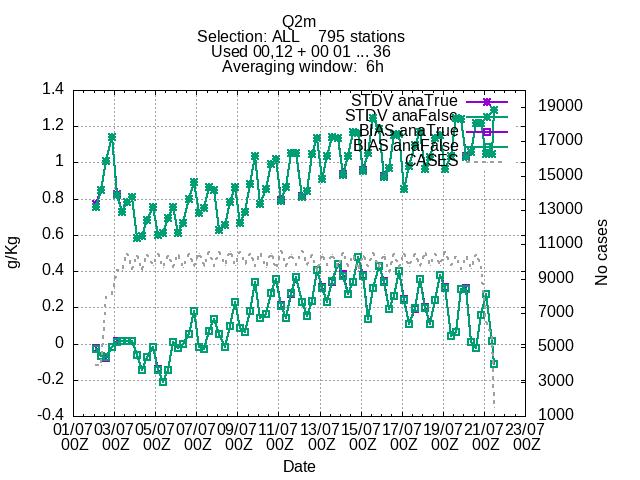 Q2m
Selection: ALL    795 stations
Used 00,12 + 00 01 ... 36
Averaging window:  6h
STDV anaTrue
STDV anaFalse
BIAS anaTrue
BIAS anaFalse
CASES
1.4
1.2
1
0.8
0.6
0.4
0.2
0
-0.2
-0.4
g/Kg
19000
17000
15000
13000
11000
9000
7000
5000
3000
1000
No cases
01/07 03/07 05/07 07/07 09/07 11/07 13/07 15/07 17/07 19/07 21/07 23/07
00Z 00Z 00Z 00Z 00Z 00Z 00Z 00Z 00Z 00Z 00Z 00Z
Date